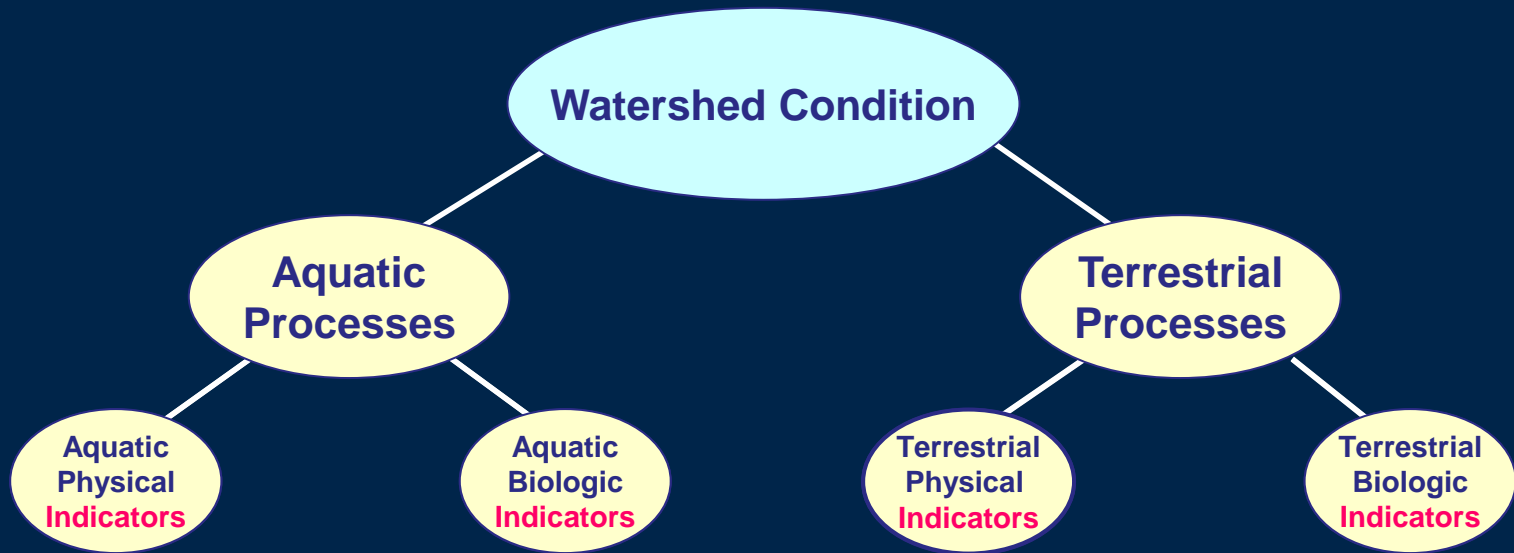 Watershed Condition
Aquatic
Processes
Terrestrial
Processes
Aquatic
Physical
Indicators
Aquatic
Biologic
Indicators
Terrestrial
Physical
Indicators
Terrestrial
Biologic
Indicators